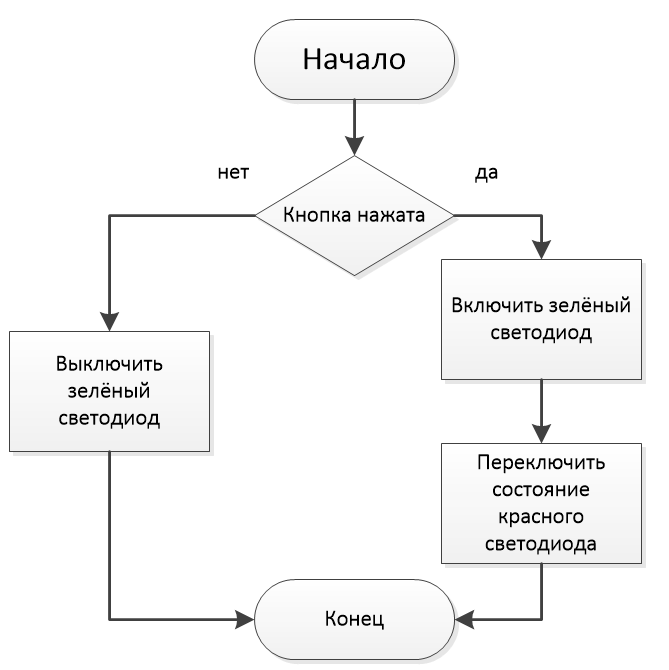 Начало
нет
да
Кнопка нажата
Включить зелёный
светодиод
Выключить
зелёный
светодиод
Переключить
состояние
красного
светодиода
Конец